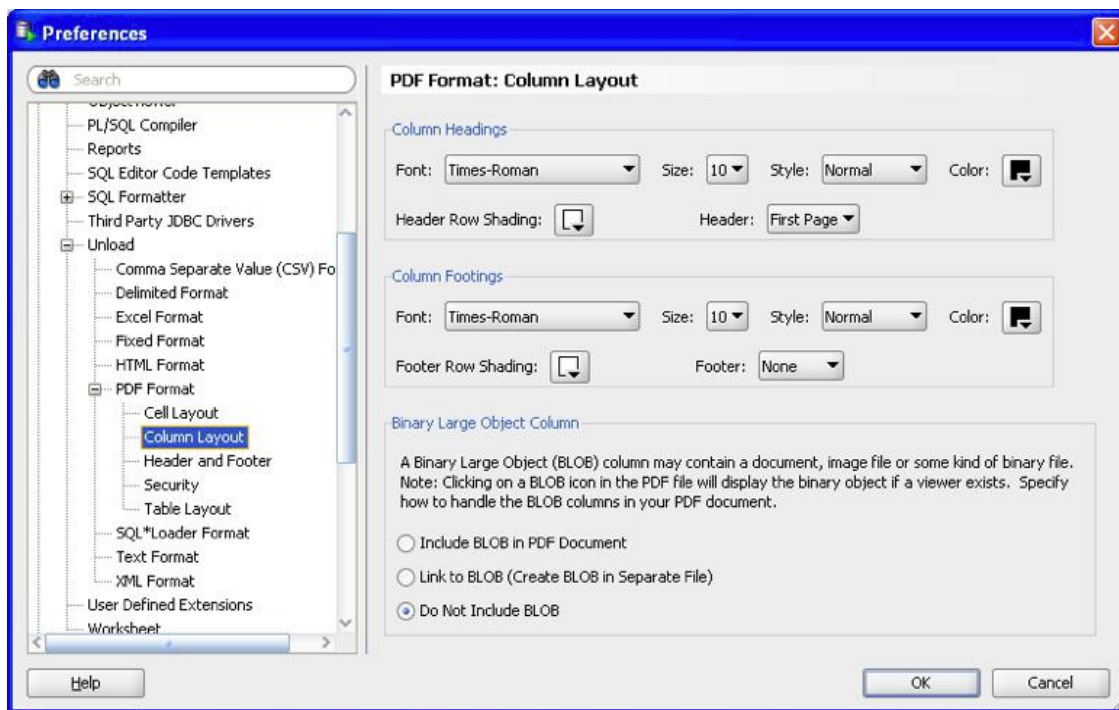 Preferences
Search
PL/SQL Compiler
Reports
SQL Editor Code Templates
SQL Formatter
Third Party JDBC Drivers
Unload
Comma Separate Value (CSV) Fo
Delimited Format
Excel Format
Fixed Format
HTML Format
PDF Format
Cell Layout
Column Layout
Header and Footer
Security
Table Layout
SQL*Loader Format
Text Format
XML Format
User Defined Extensions
Worksheet
Help
PDF Format: Column Layout
Column Headings
Font: Times-Roman Size: 10 Style: Normal Color:
Header Row Shading: Header: First Page
Column Footings
Font: Times-Roman Size: 10 Style: Normal Color:
Footer Row Shading: Footer: None
Binary Large Object Column
A Binary Large Object (BLOB) column may contain a document, image file or some kind of binary file.
Note: Clicking on a BLOB icon in the PDF file will display the binary object if a viewer exists. Specify
how to handle the BLOB columns in your PDF document.
Include BLOB in PDF Document
Link to BLOB (Create BLOB in Separate File)
Do Not Include BLOB
OK Cancel